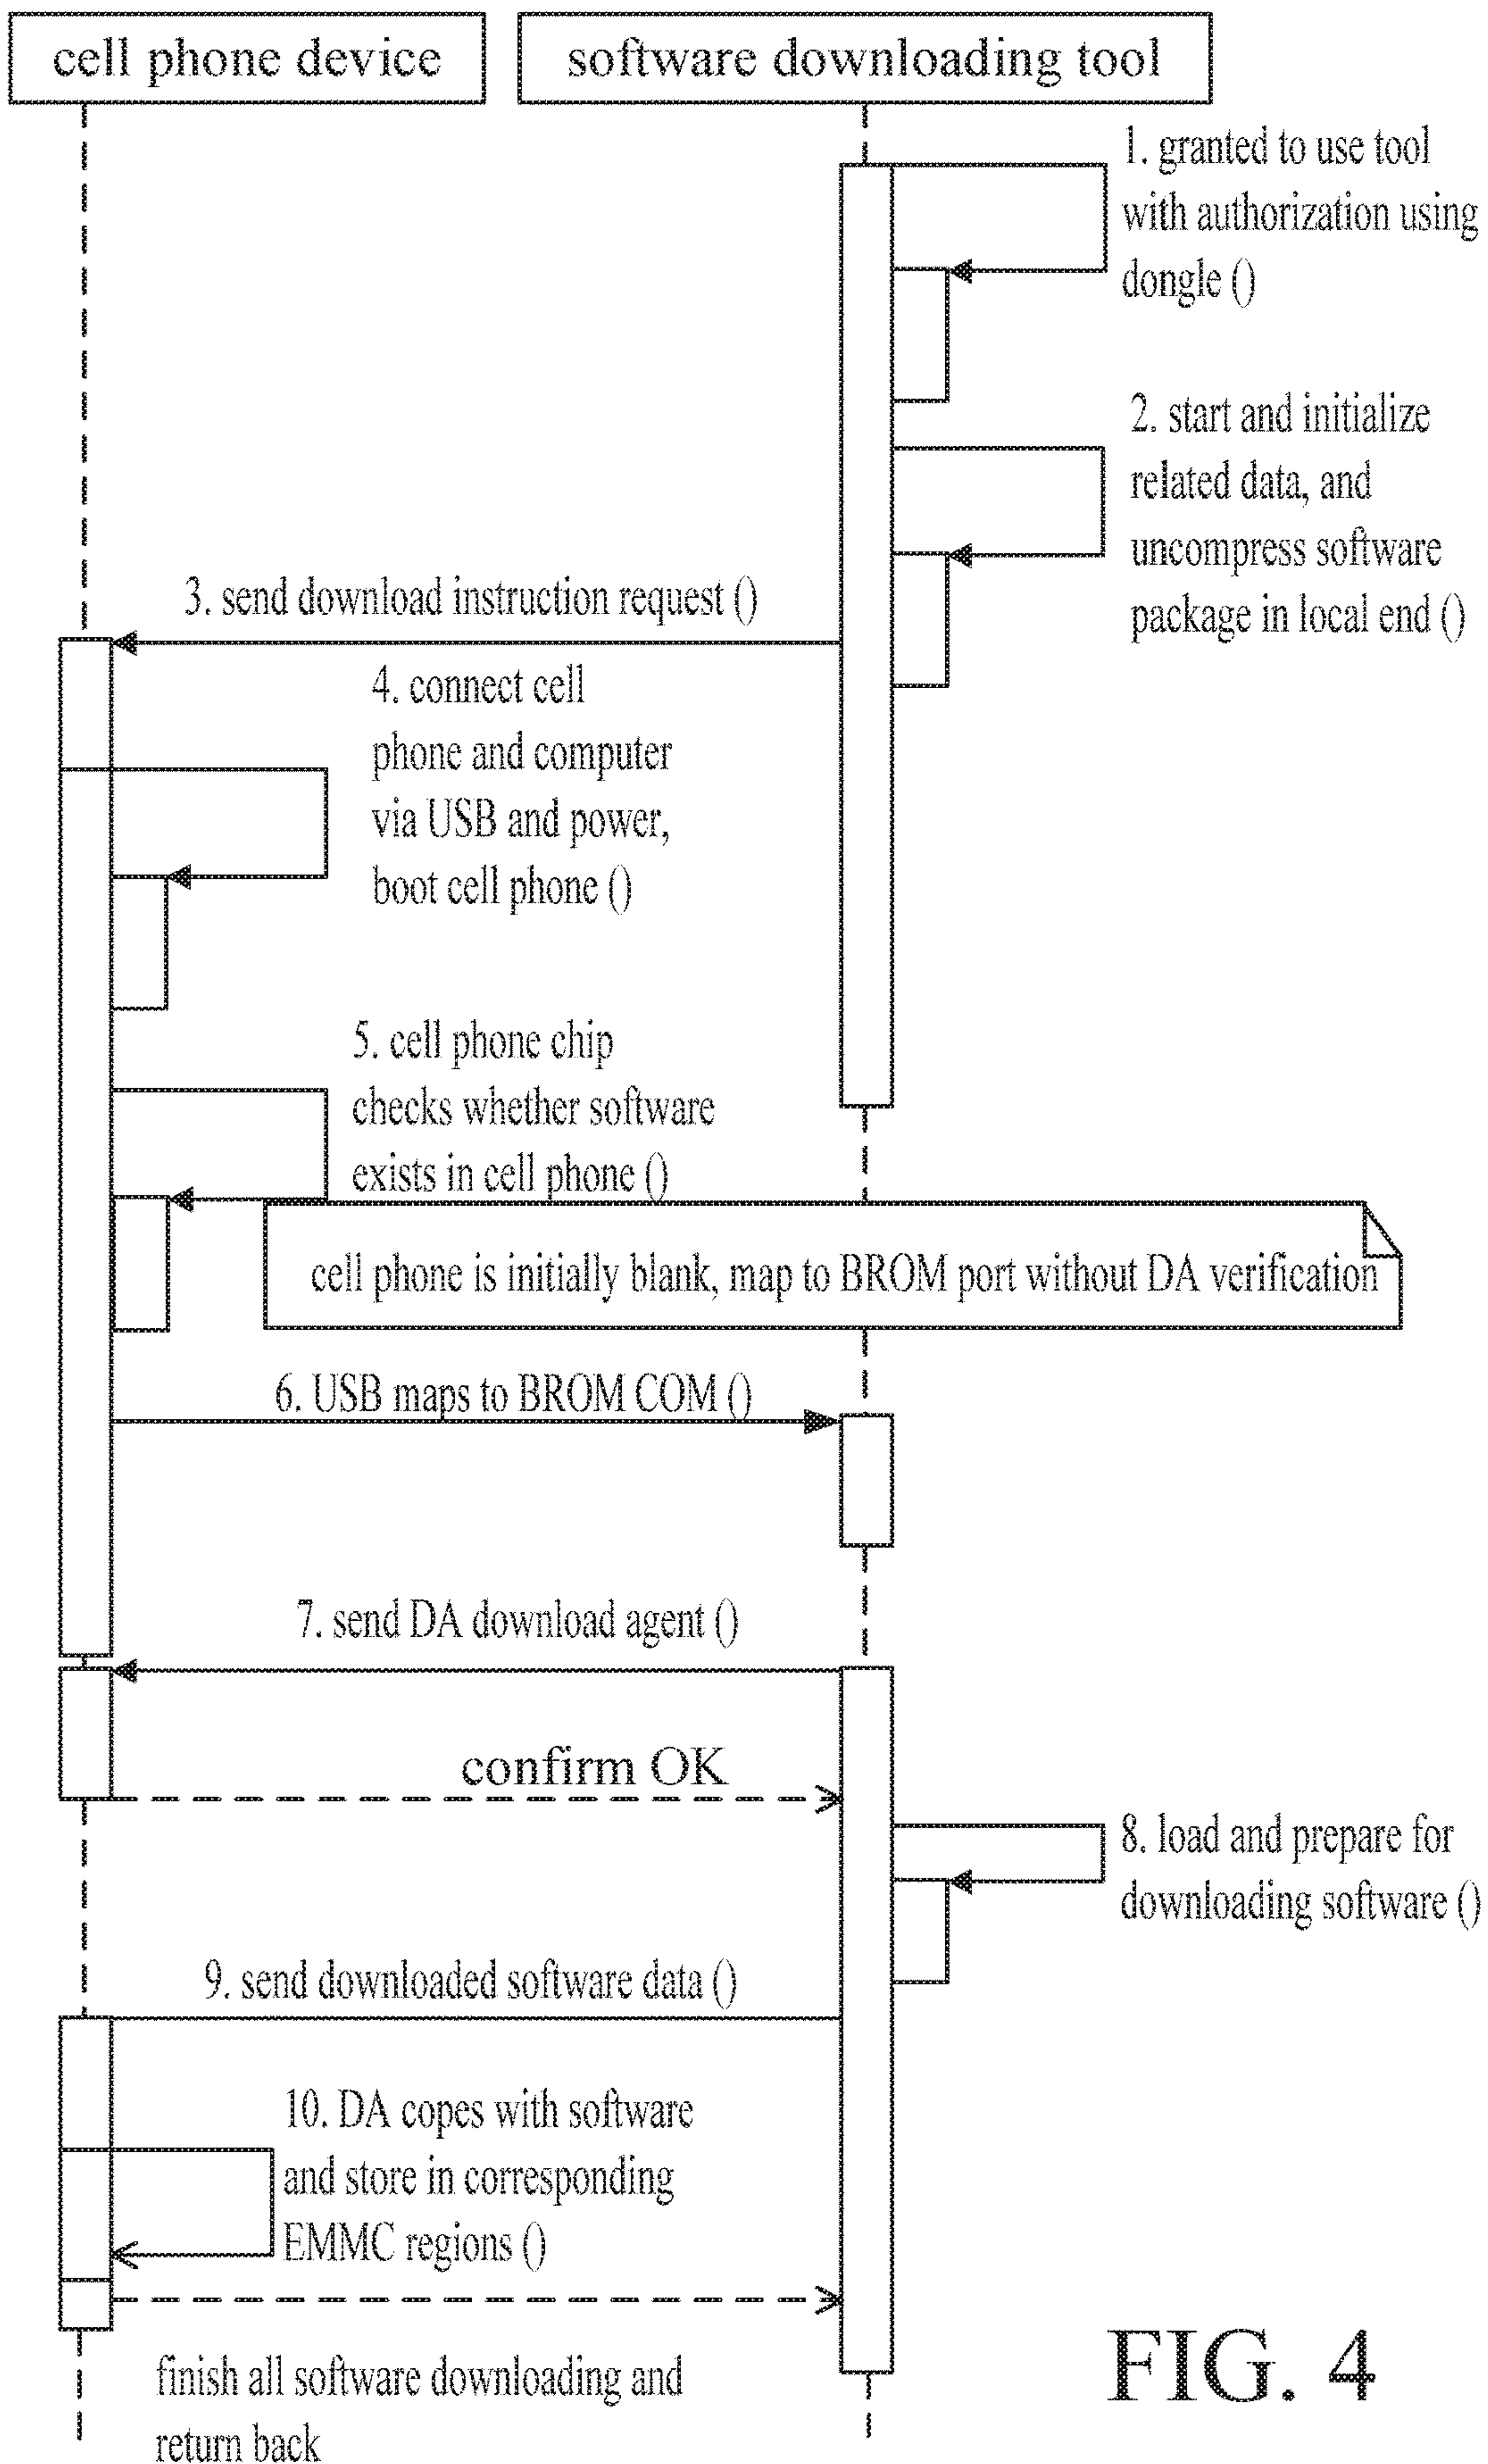 cell phone device
software downloading tool
1. granted to use tool
with authorization using
dongle ()
2. start and initialize
related data, and
uncompress software
package in local end ()
3. send download instruction request ()
4. connect cell
phone and computer
via USB and power,
boot cell phone ()
5. cell phone chip
checks whether software
exists in cell phone ()
cell phone is initially blank, map to BROM port without DA verification
6. USB maps to BROM COM ()
7. send DA download agent ()
confirm OK
8. load and prepare for
downloading software ()
9. send downloaded software data ()
10. DA copes with software
and store in corresponding
EMMC regions ()
finish all software downloading and
return back
FIG. 4